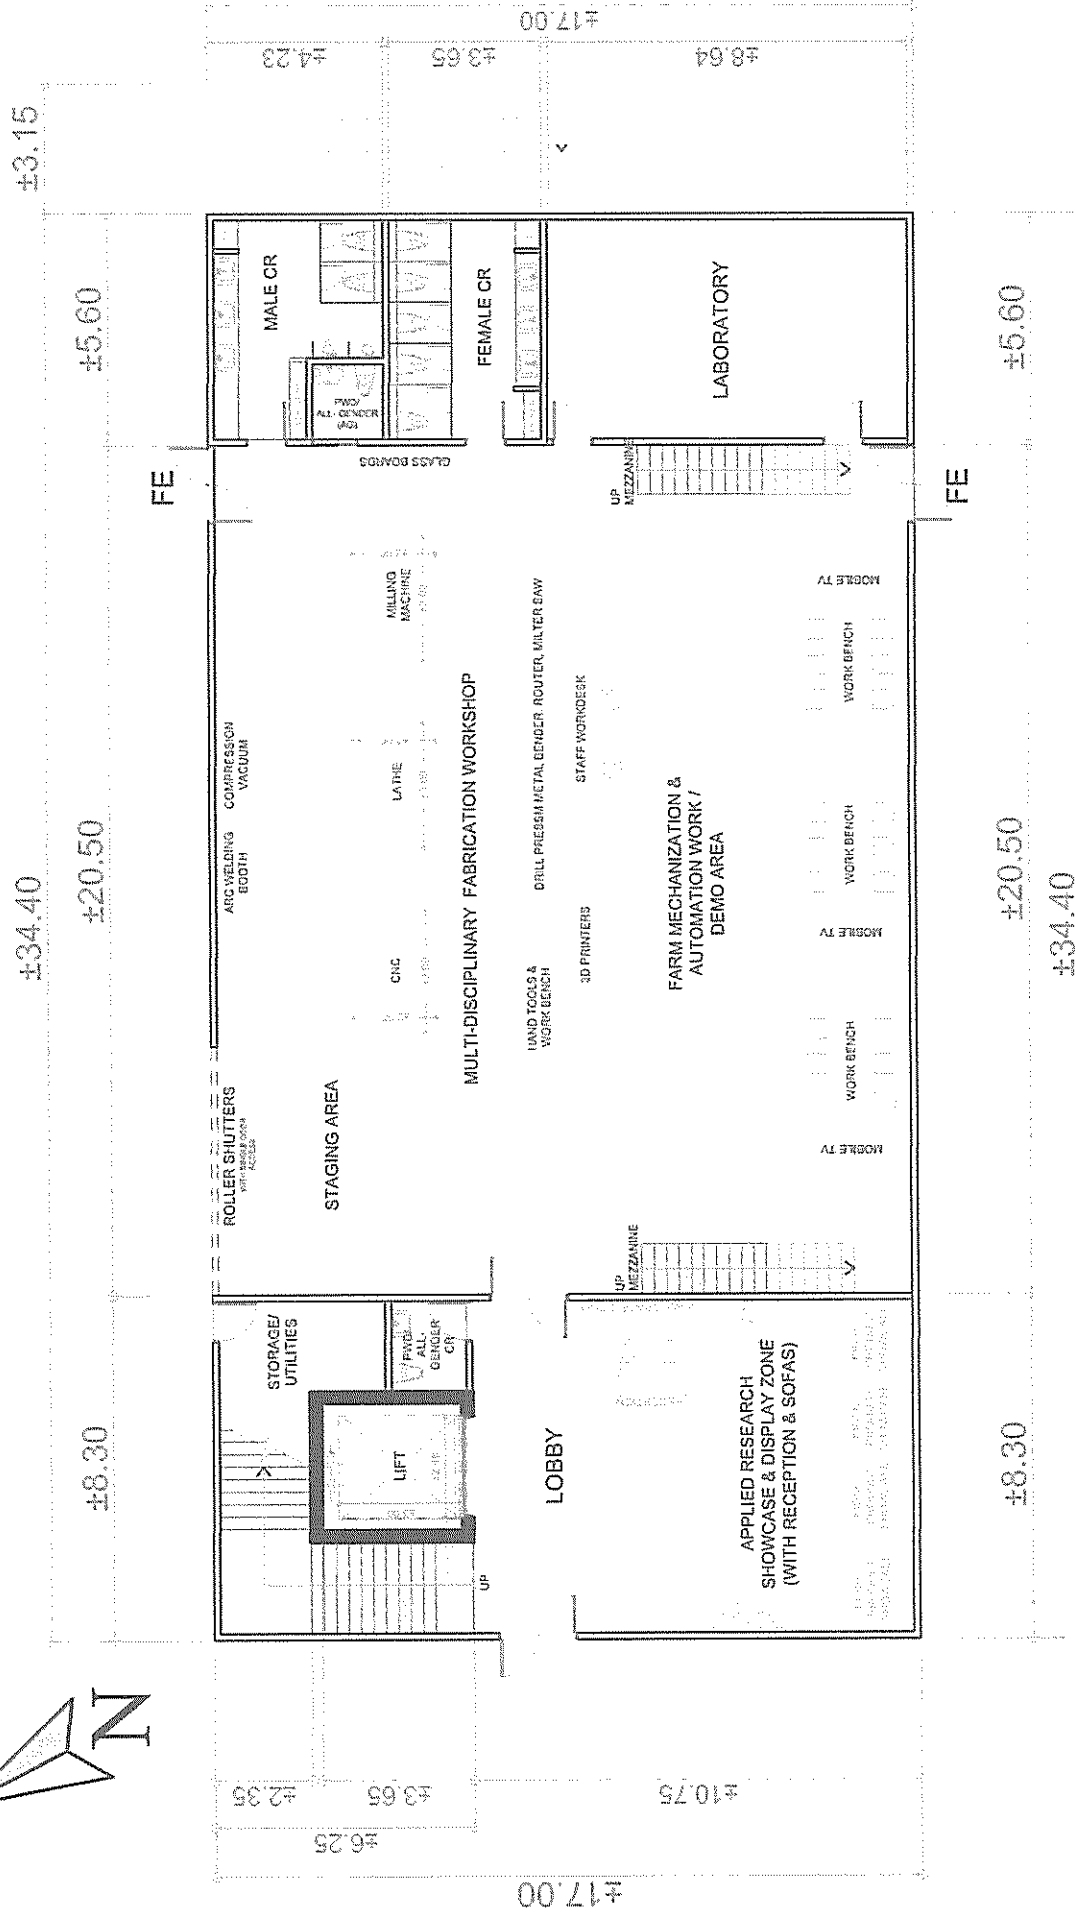 ±34.40
±8.30
±20.50
±5.60
±3.15
N
FE
ROLLER SHUTTERS
ARC WELDING
BOOTH
COMPRESSION
VACUUM
STORAGE/
UTILITIES
STAGING AREA
MALE CR
PWD/
ALL-GENDER
(AG)
GLASS BOARDS
LIFT
PWD/
ALL-
GENDER
CR
CNC
LATHE
MILLING
MACHINE
UP
MULTI-DISCIPLINARY FABRICATION WORKSHOP
FEMALE CR
LOBBY
HAND TOOLS &
WORK BENCH
DRILL PRESSM METAL BENDER, ROUTER, MILTER SAW
3D PRINTERS
STAFF WORKDESK
UP
MEZZANINE
UP
MEZZANINE
FARM MECHANIZATION &
AUTOMATION WORK /
DEMO AREA
LABORATORY
APPLIED RESEARCH
SHOWCASE & DISPLAY ZONE
(WITH RECEPTION & SOFAS)
MOBILE TV
WORK BENCH
MOBILE TV
WORK BENCH
WORK BENCH
MOBILE TV
FE
±8.30
±20.50
±5.60
±34.40
±17.00
±6.25
±2.35
±3.65
±10.75
±17.00
±4.23
±3.65
±8.64